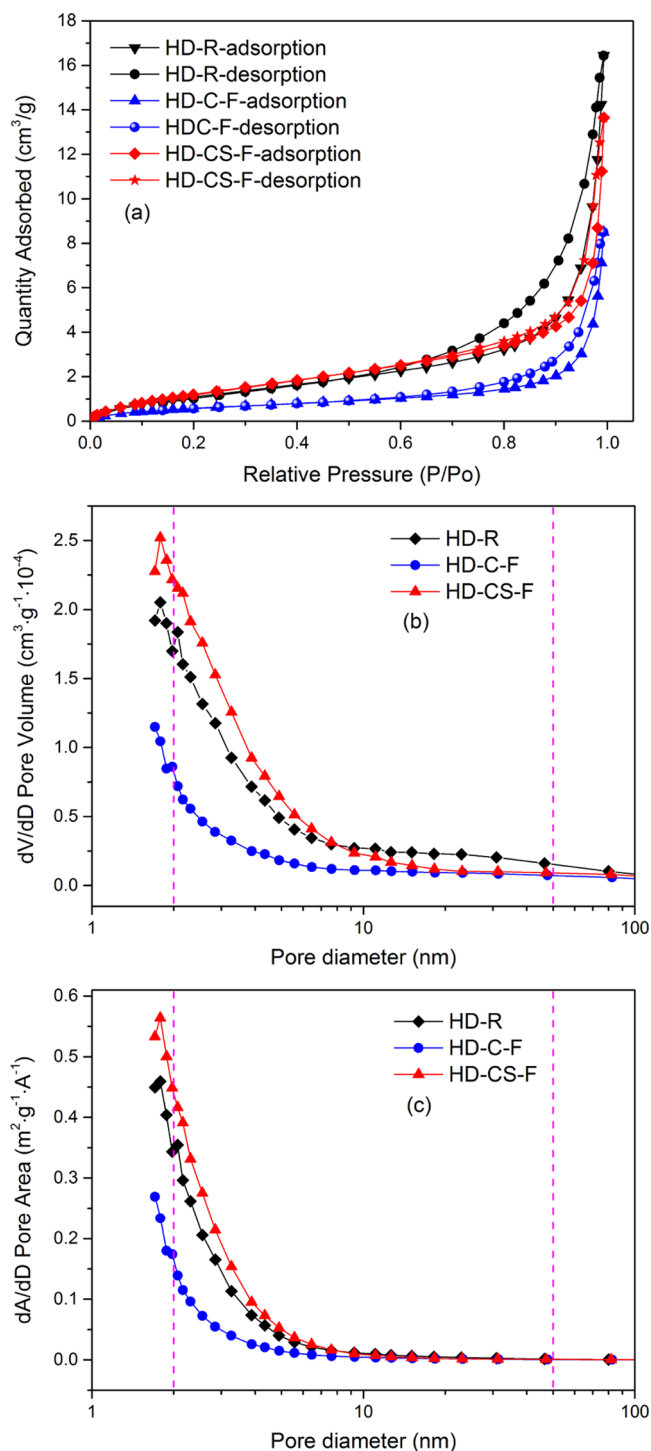 18
16
14
12
10
8
6
4
2
0
Quantity Adsorbed (cm³/g)
HD-R-adsorption
HD-R-desorption
HD-C-F-adsorption
HDC-F-desorption
HD-CS-F-adsorption
HD-CS-F-desorption
(a)
0.0 0.2 0.4 0.6 0.8 1.0
Relative Pressure (P/Po)
2.5
2.0
1.5
1.0
0.5
0.0
dV/dD Pore Volume (cm³·g⁻¹·10⁻⁴)
HD-R
HD-C-F
HD-CS-F
(b)
1 10 100
Pore diameter (nm)
0.6
0.5
0.4
0.3
0.2
0.1
0.0
dA/dD Pore Area (m²·g⁻¹·A⁻¹)
HD-R
HD-C-F
HD-CS-F
(c)
1 10 100
Pore diameter (nm)